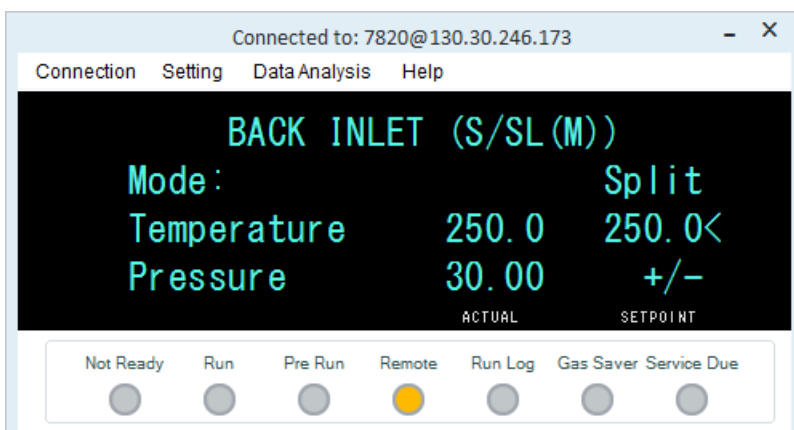 Connected to: 7820@130.30.246.173 – ✕
Connection Setting Data Analysis Help
BACK INLET (S/SL(M))
Mode: Split
Temperature 250.0 250.0<
Pressure 30.00 +/-
ACTUAL SETPOINT
Not Ready Run Pre Run Remote Run Log Gas Saver Service Due